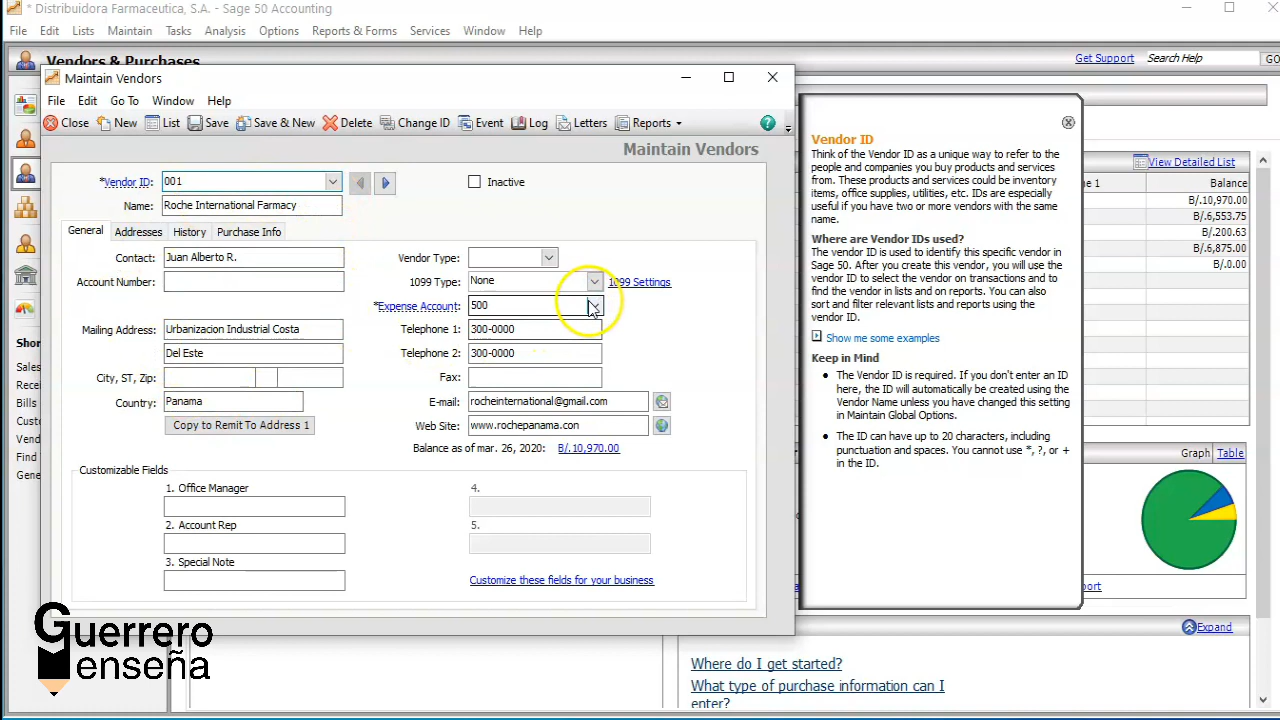 * Distribuidora Farmaceutica, S.A. - Sage 50 Accounting
File Edit Lists Maintain Tasks Analysis Options Reports & Forms Services Window Help
Vendors & Purchases
Get Support Search Help GO
Maintain Vendors
File Edit Go To Window Help
Close New List Save Save & New Delete Change ID Event Log Letters Reports
Maintain Vendors
*Vendor ID: 001
Inactive
Name: Roche International Farmacy
General Addresses History Purchase Info
Contact: Juan Alberto R.
Account Number:
Mailing Address: Urbanizacion Industrial Costa
Del Este
City, ST, Zip:
Country: Panama
Copy to Remit To Address 1
Vendor Type:
1099 Type: None 1099 Settings
*Expense Account: 500
Telephone 1: 300-0000
Telephone 2: 300-0000
Fax:
E-mail: rocheinternational@gmail.com
Web Site: www.rochepanama.con
Balance as of mar. 26, 2020: B/.10,970.00
Customizable Fields
1. Office Manager
2. Account Rep
3. Special Note
4.
5.
Customize these fields for your business
Vendor ID
Think of the Vendor ID as a unique way to refer to the
people and companies you buy products and services
from. These products and services could be inventory
items, office supplies, utilities, etc. IDs are especially
useful if you have two or more vendors with the same
name.
Where are Vendor IDs used?
The vendor ID is used to identify this specific vendor in
Sage 50. After you create this vendor, you will use the
vendor ID to select the vendor on transactions and to
find the vendor in lists and on reports. You can also
sort and filter relevant lists and reports using the
vendor ID.
Show me some examples
Keep in Mind
• The Vendor ID is required. If you don't enter an ID
here, the ID will automatically be created using the
Vendor Name unless you have changed this setting
in Maintain Global Options.
• The ID can have up to 20 characters, including
punctuation and spaces. You cannot use *, ?, or +
in the ID.
View Detailed List
e 1 Balance
B/.10,970.00
B/.6,553.75
B/.200.63
B/.6,875.00
B/.0.00
Graph Table
ort
Expand
Where do I get started?
What type of purchase information can I
enter?
Shor
Sales
Rece
Bills
Custo
Vend
Find
Gene
Guerrero
enseña